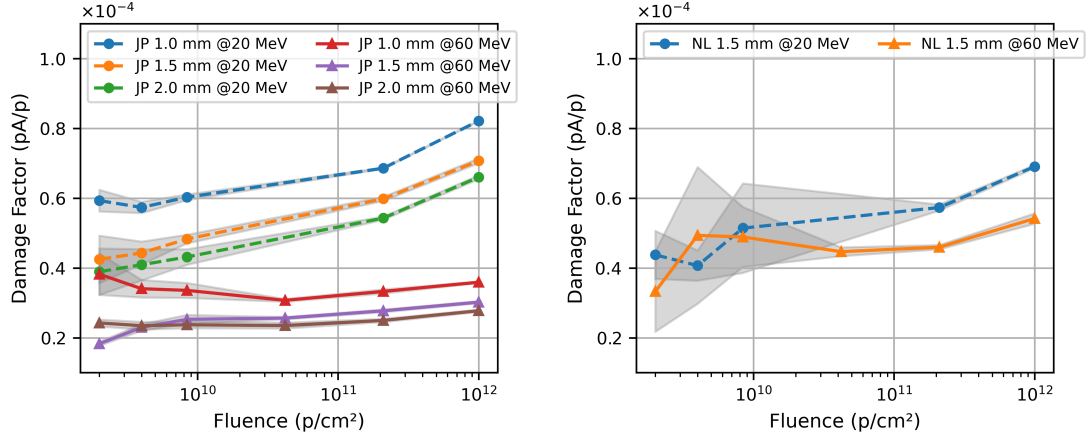 ×10⁻⁴
JP 1.0 mm @20 MeV
JP 1.5 mm @20 MeV
JP 2.0 mm @20 MeV
JP 1.0 mm @60 MeV
JP 1.5 mm @60 MeV
JP 2.0 mm @60 MeV
1.0
0.8
0.6
0.4
0.2
Damage Factor (pA/p)
10¹⁰
10¹¹
10¹²
Fluence (p/cm²)
×10⁻⁴
NL 1.5 mm @20 MeV
NL 1.5 mm @60 MeV
1.0
0.8
0.6
0.4
0.2
Damage Factor (pA/p)
10¹⁰
10¹¹
10¹²
Fluence (p/cm²)